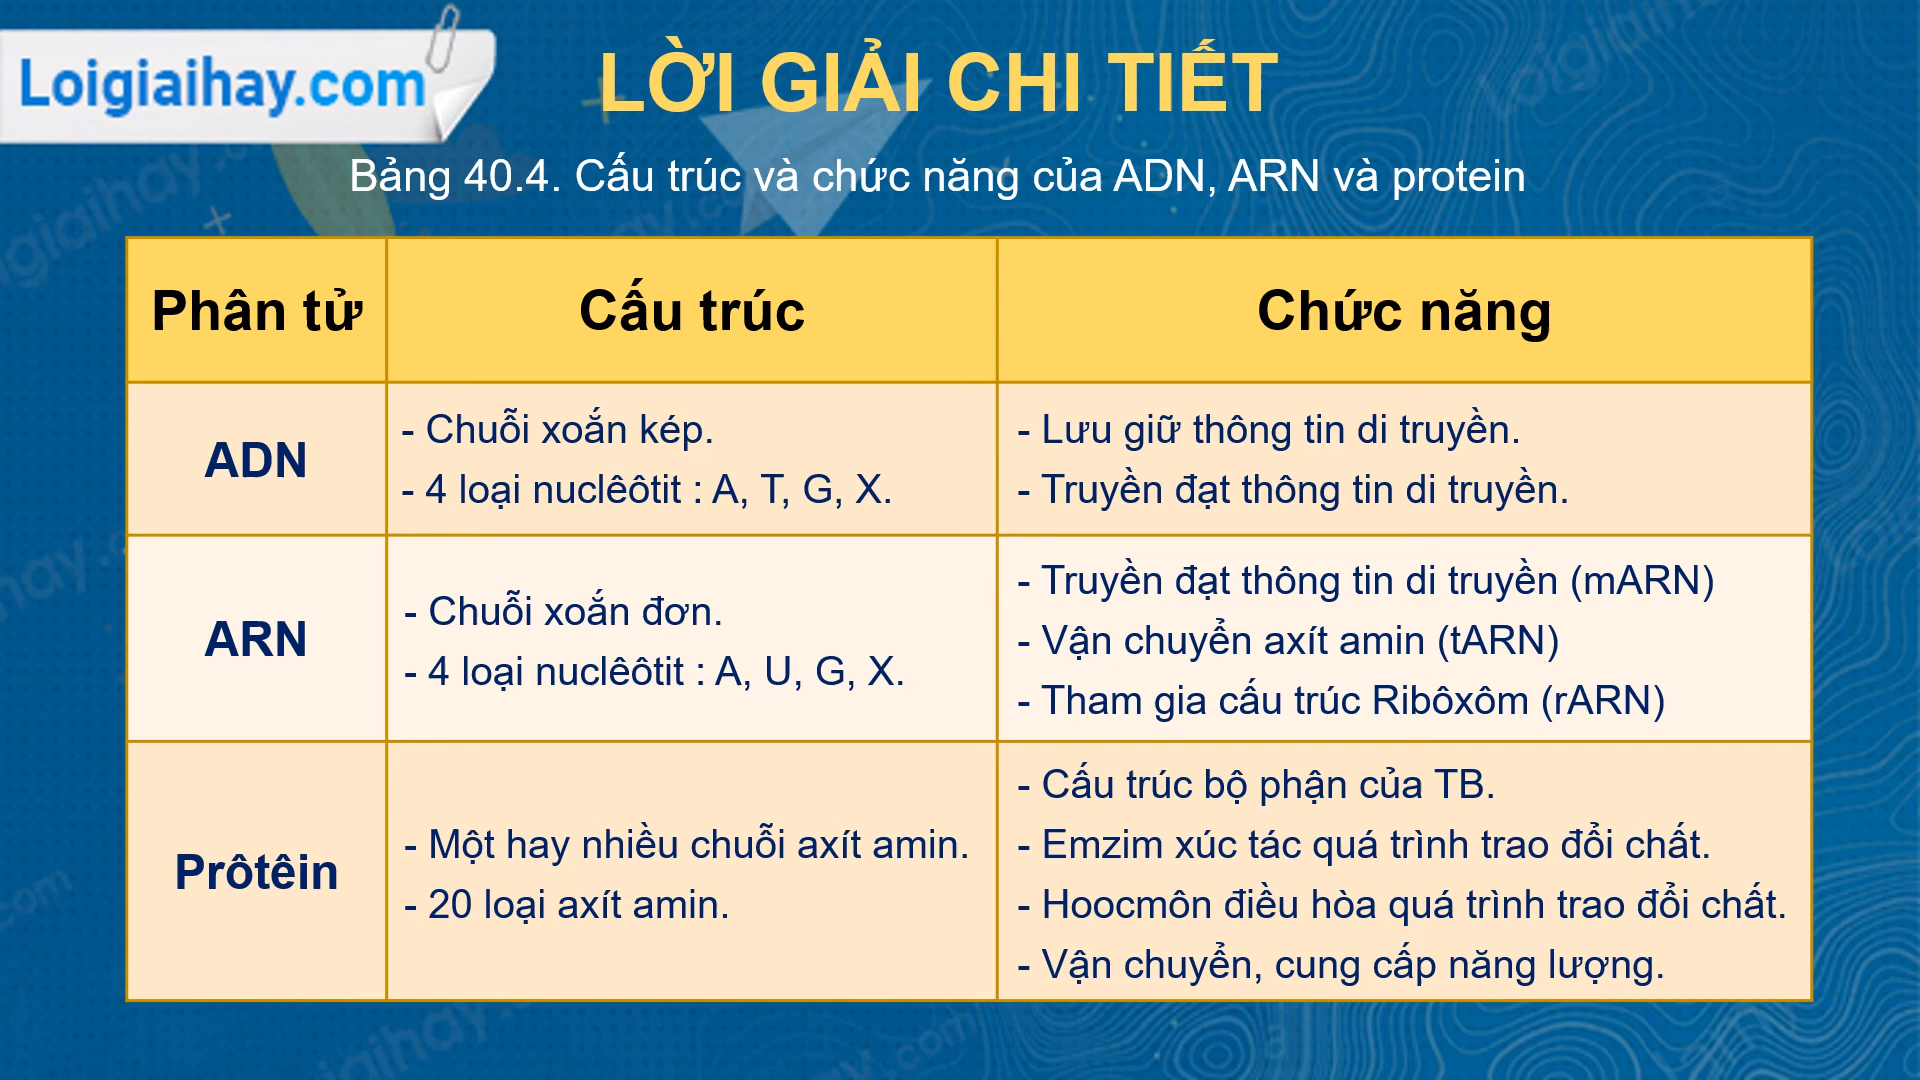 Loigiaihay.com
LỜI GIẢI CHI TIẾT
Bảng 40.4. Cấu trúc và chức năng của ADN, ARN và protein
Phân tử
Cấu trúc
Chức năng
ADN
- Chuỗi xoắn kép.
- 4 loại nuclêôtit : A, T, G, X.
- Lưu giữ thông tin di truyền.
- Truyền đạt thông tin di truyền.
ARN
- Chuỗi xoắn đơn.
- 4 loại nuclêôtit : A, U, G, X.
- Truyền đạt thông tin di truyền (mARN)
- Vận chuyển axít amin (tARN)
- Tham gia cấu trúc Ribôxôm (rARN)
Prôtêin
- Một hay nhiều chuỗi axít amin.
- 20 loại axít amin.
- Cấu trúc bộ phận của TB.
- Emzim xúc tác quá trình trao đổi chất.
- Hoocmôn điều hòa quá trình trao đổi chất.
- Vận chuyển, cung cấp năng lượng.